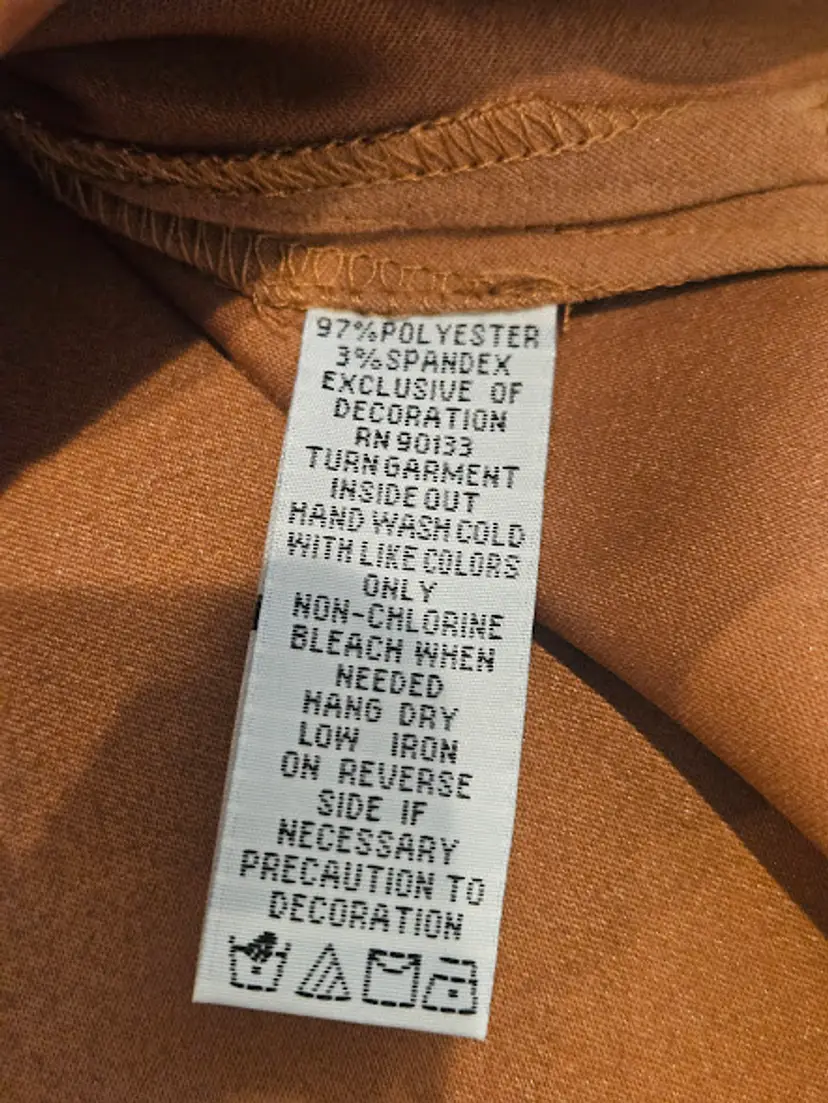 97%POLYESTER
3%SPANDEX
EXCLUSIVE OF
DECORATION
RN 90133
TURN GARMENT
INSIDE OUT
HAND WASH COLD
WITH LIKE COLORS
ONLY
NON-CHLORINE
BLEACH WHEN
NEEDED
HANG DRY
LOW IRON
ON REVERSE
SIDE IF
NECESSARY
PRECAUTION TO
DECORATION